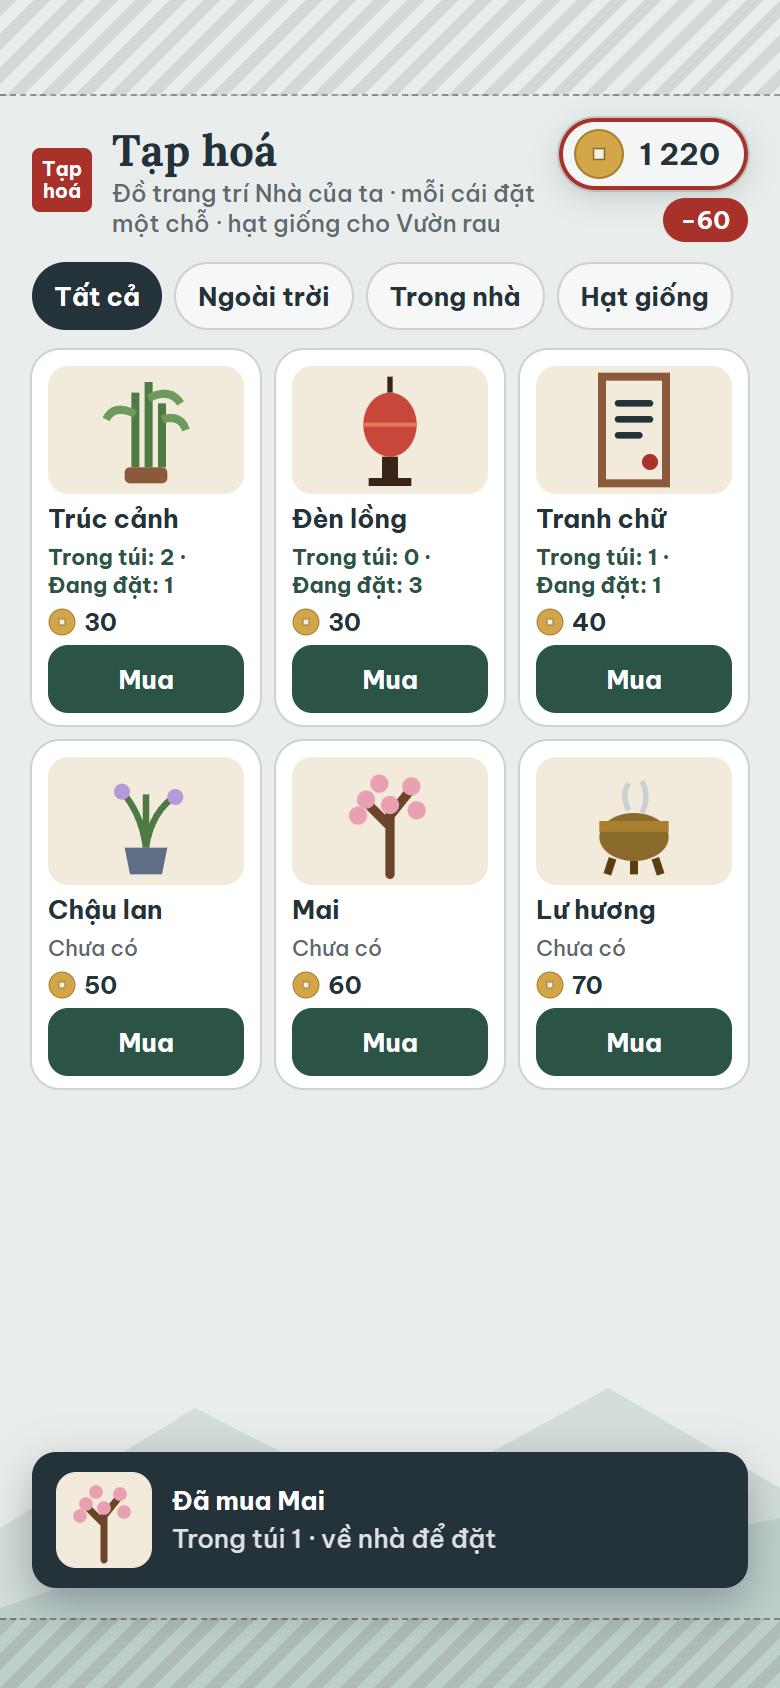 Tạp
hoá
Tạp hoá
Đồ trang trí Nhà của ta · mỗi cái đặt
một chỗ · hạt giống cho Vườn rau
1 220
−60
Tất cả
Ngoài trời
Trong nhà
Hạt giống
Trúc cảnh
Trong túi: 2 ·
Đang đặt: 1
30
Mua
Đèn lồng
Trong túi: 0 ·
Đang đặt: 3
30
Mua
Tranh chữ
Trong túi: 1 ·
Đang đặt: 1
40
Mua
Chậu lan
Chưa có
50
Mua
Mai
Chưa có
60
Mua
Lư hương
Chưa có
70
Mua
Đã mua Mai
Trong túi 1 · về nhà để đặt